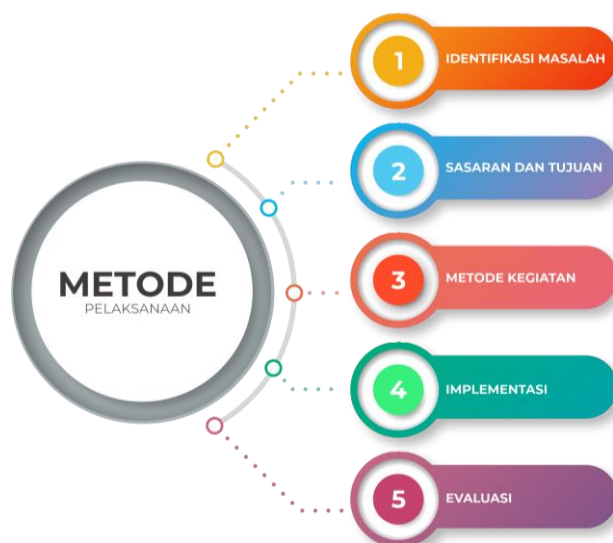 METODE
PELAKSANAAN
1
IDENTIFIKASI MASALAH
2
SASARAN DAN TUJUAN
3
METODE KEGIATAN
4
IMPLEMENTASI
5
EVALUASI